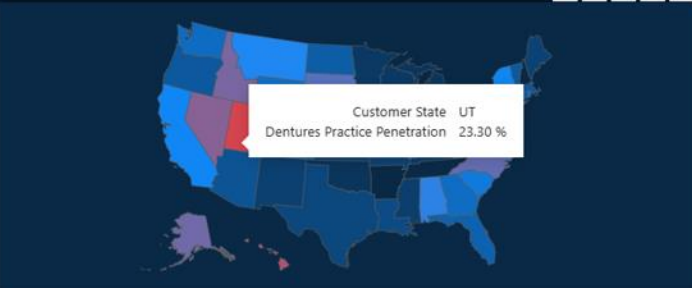 Customer State UT
Dentures Practice Penetration 23.30 %